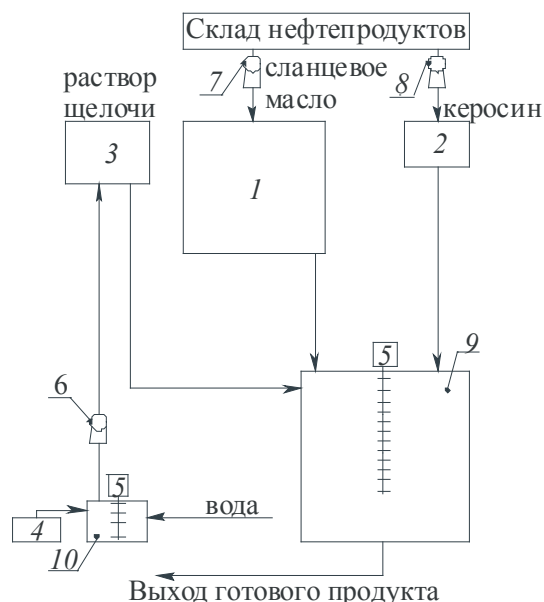 Склад нефтепродуктов
7
сланцевое
масло
8
керосин
раствор
щелочи
3
1
2
5
9
6
5
4
10
вода
Выход готового продукта